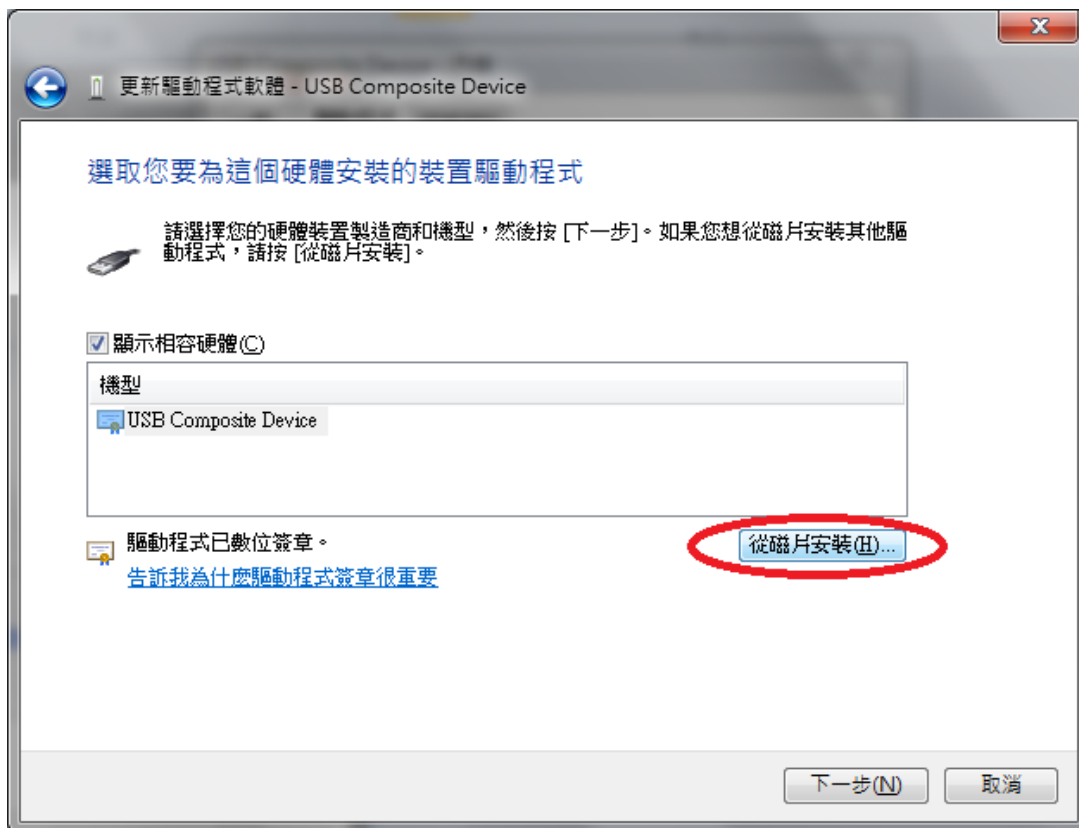 更新驅動程式軟體 - USB Composite Device
選取您要為這個硬體安裝的裝置驅動程式
請選擇您的硬體裝置製造商和機型，然後按 [下一步]。如果您想從磁片安裝其他驅
動程式，請按 [從磁片安裝]。
顯示相容硬體(C)
機型
USB Composite Device
驅動程式已數位簽章。
從磁片安裝(H)...
告訴我為什麼驅動程式簽章很重要
下一步(N)
取消